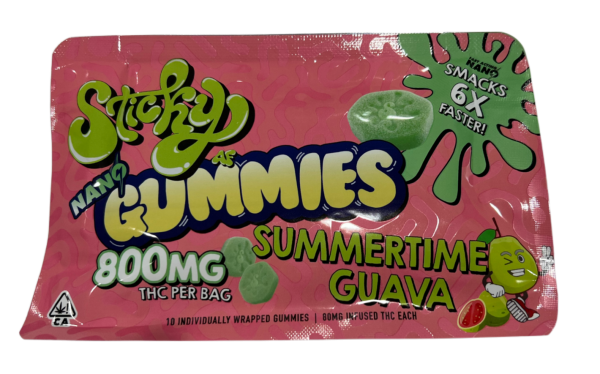 Sticky
AS
NANO
GUMMIES
NANO
SMACKS
6X
FASTER!
SUMMERTIME
GUAVA
800MG
THC PER BAG
CA
10 INDIVIDUALLY WRAPPED GUMMIES | 80MG INFUSED THC EACH